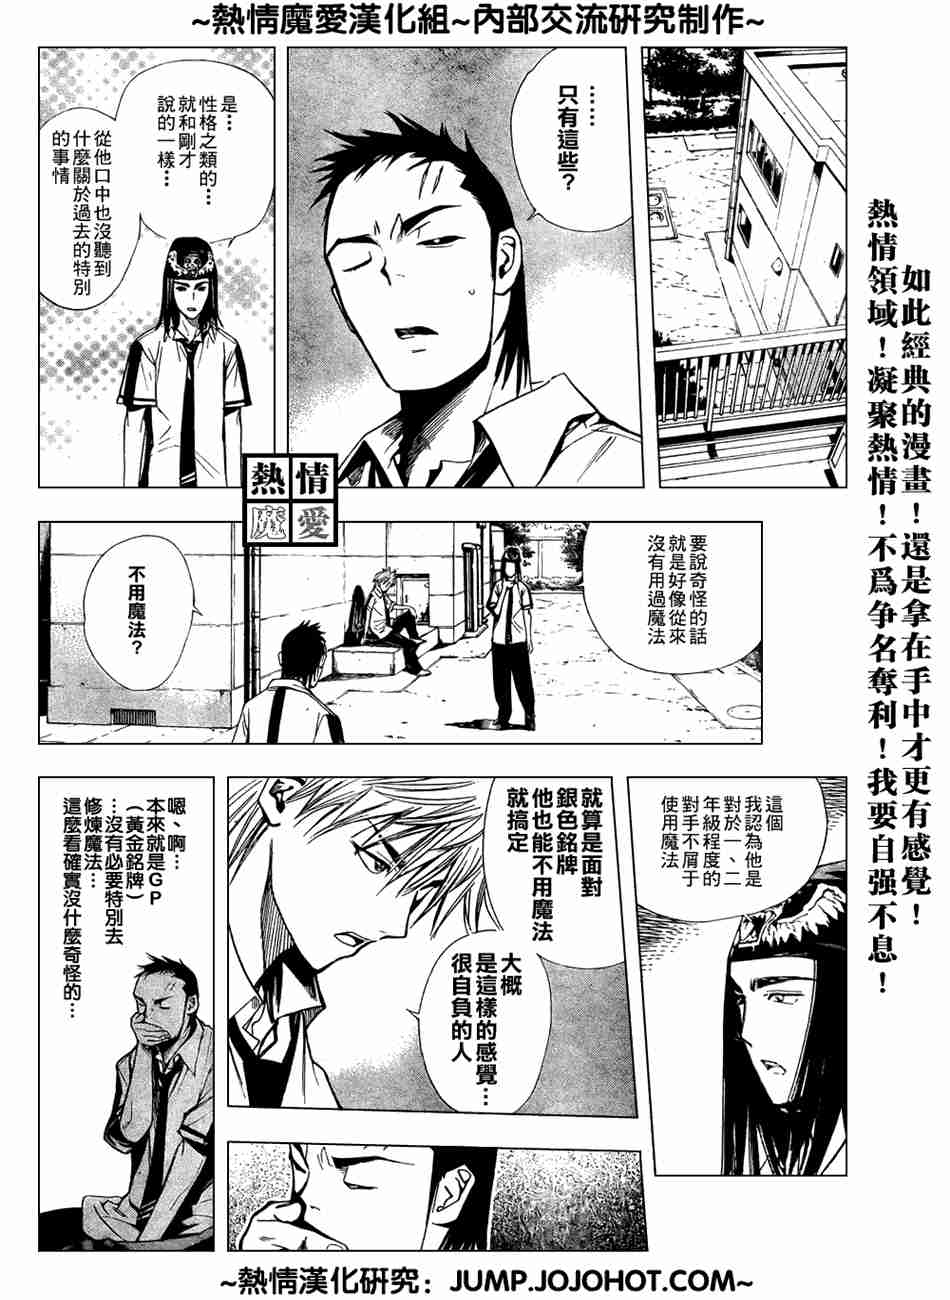 ~熱情魔愛漢化組~內部交流研究制作~
……
只有這些？
是…
性格之類的…
就和剛才
說的一樣…
從他口中也沒聽到
什麼關於過去的特別
的事情
熱情
魔愛
要說奇怪的話
就是好像從來
沒有用過魔法
不用魔法？
這個
我認為他是
對於一、二
年級程度的
對手不屑于
使用魔法
就算是面對
銀色銘牌
他也能不用魔法
就搞定
大概
是這樣的感覺…
很自負的人
嗯、啊…
本來就是GP
（黃金銘牌）
…沒有必要特別去
修煉魔法…
這麼看確實沒什麼奇怪的…
如此經典的漫畫！還是拿在手中才更有感覺！
熱情領域！凝聚熱情！不爲争名奪利！我要自强不息！
~熱情漢化研究：JUMP.JOJOHOT.COM~